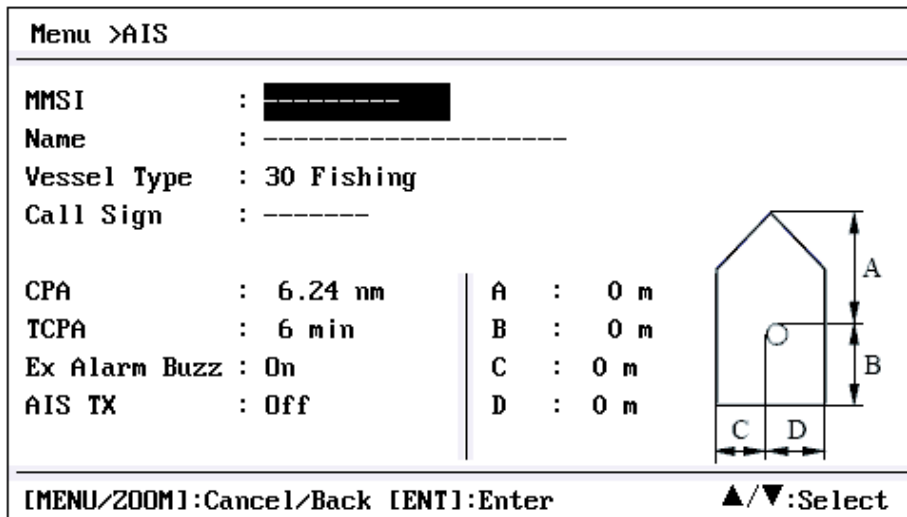 Menu >AIS
MMSI : ---------
Name : --------------------
Vessel Type : 30 Fishing
Call Sign : -------
CPA : 6.24 nm
TCPA : 6 min
Ex Alarm Buzz : On
AIS TX : Off
A : 0 m
B : 0 m
C : 0 m
D : 0 m
A
B
C D
[MENU/ZOOM]:Cancel/Back [ENT]:Enter ▲/▼:Select